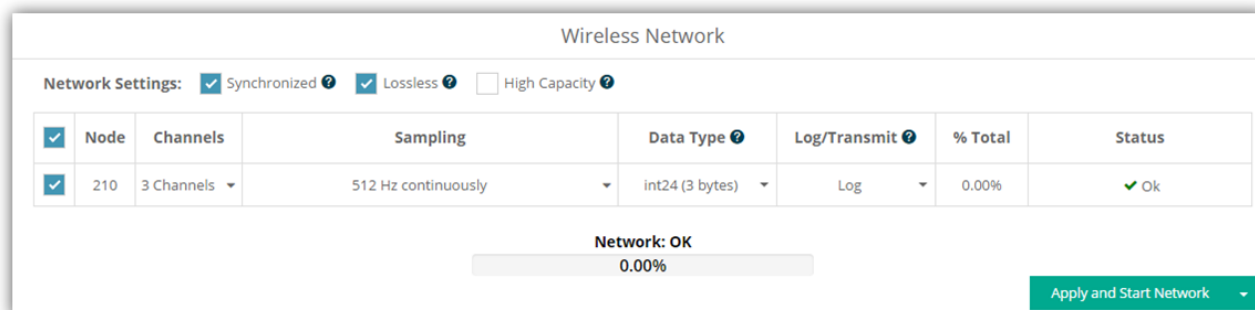 Wireless Network
Network Settings: Synchronized ? Lossless ? High Capacity ?
Node Channels Sampling Data Type ? Log/Transmit ? % Total Status
210 3 Channels 512 Hz continuously int24 (3 bytes) Log 0.00% Ok
Network: OK
0.00%
Apply and Start Network